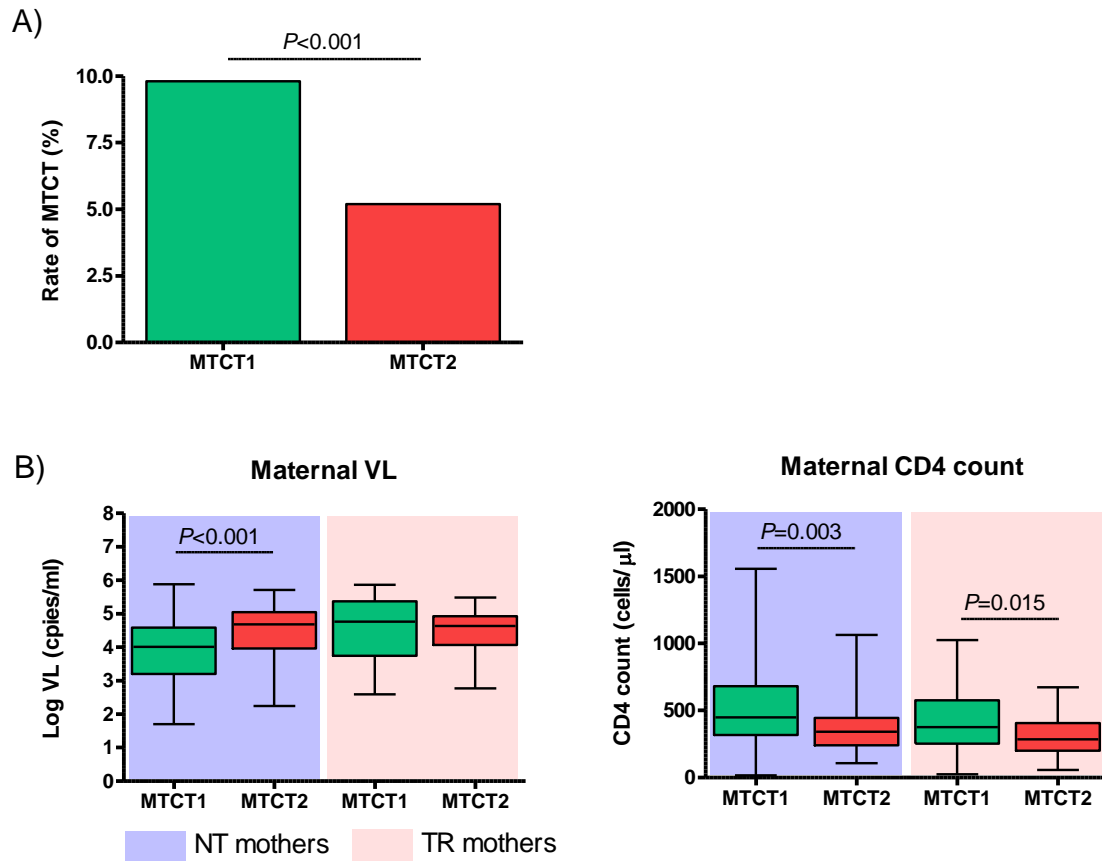 A)
P<0.001
10.0
7.5
5.0
2.5
0.0
Rate of MTCT (%)
MTCT1 MTCT2
B)
Maternal VL
8
7
6
5
4
3
2
1
0
Log VL (cpies/ml)
P<0.001
MTCT1 MTCT2 MTCT1 MTCT2
Maternal CD4 count
2000
1500
1000
500
0
CD4 count (cells/μl)
P=0.003
P=0.015
MTCT1 MTCT2 MTCT1 MTCT2
NT mothers TR mothers